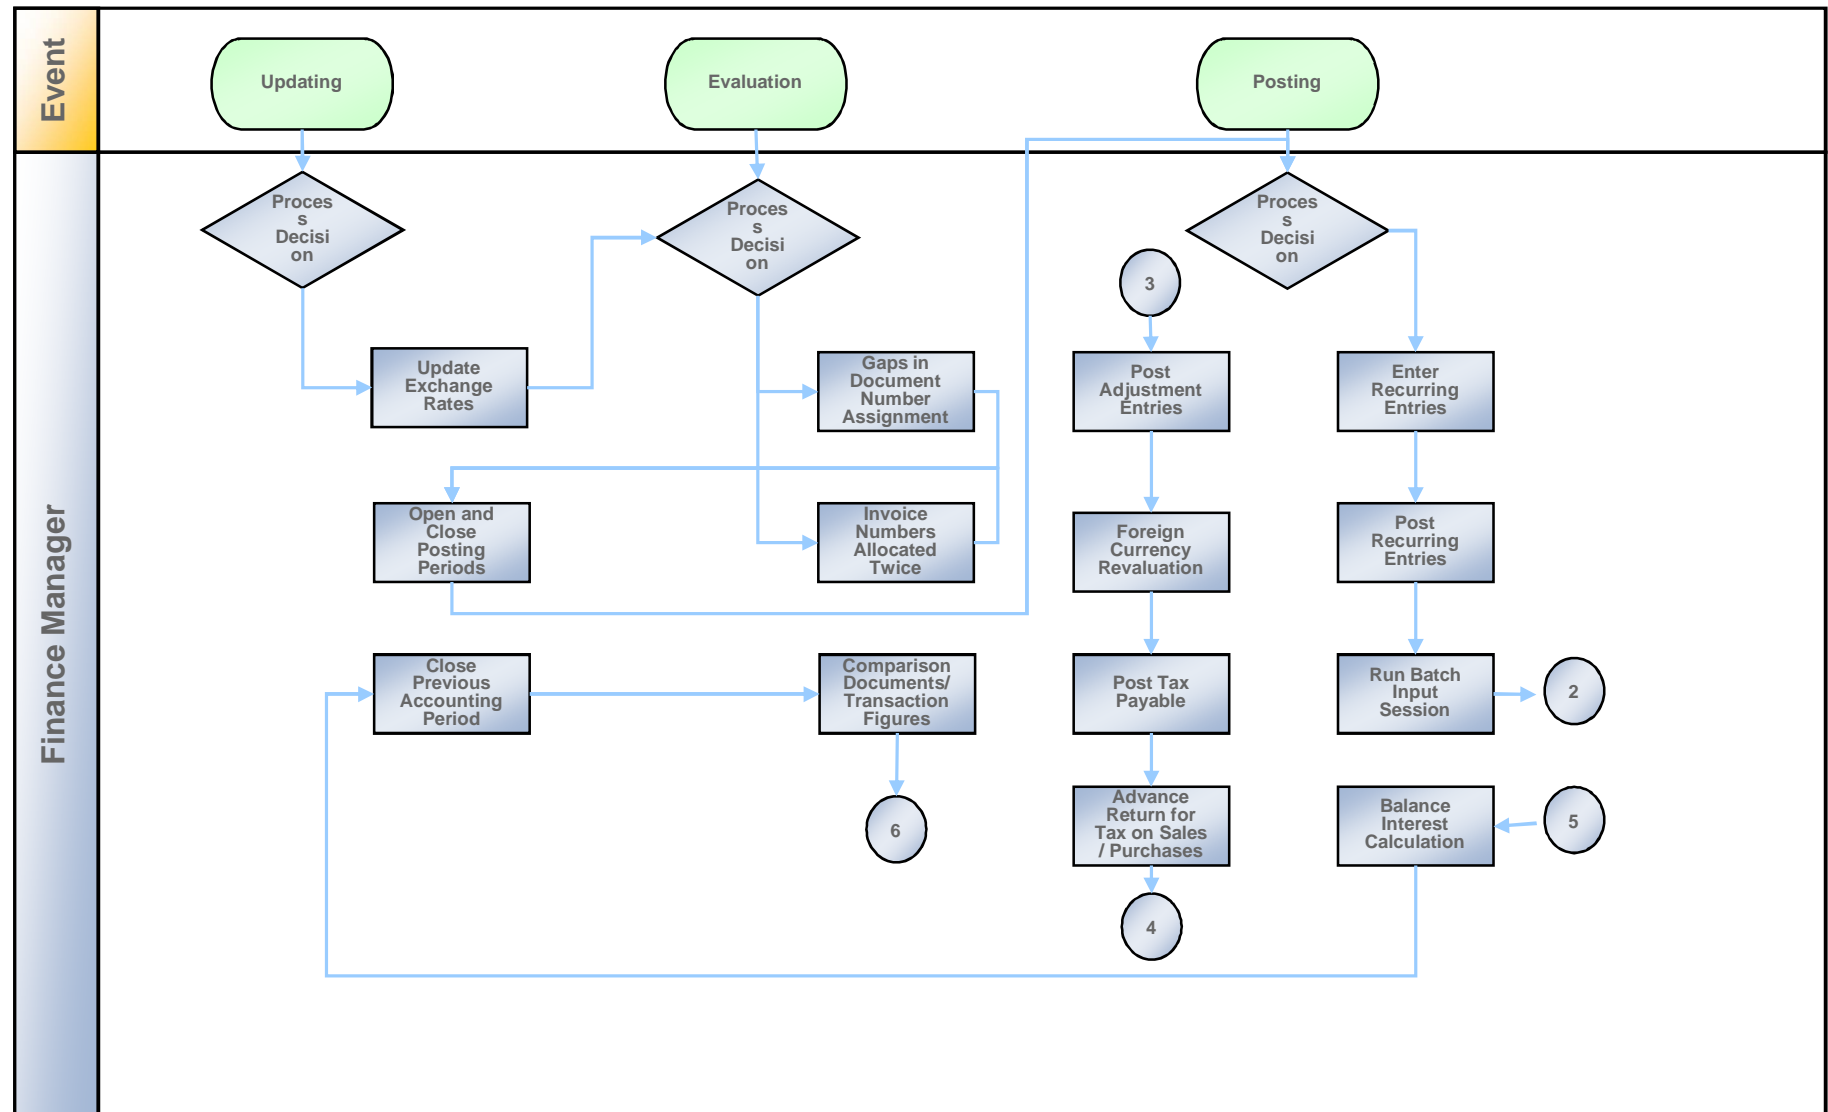 Event
Updating
Evaluation
Posting
Finance Manager
Proces
s
Decisi
on
Proces
s
Decisi
on
Proces
s
Decisi
on
3
Update
Exchange
Rates
Gaps in
Document
Number
Assignment
Post
Adjustment
Entries
Enter
Recurring
Entries
Open and
Close
Posting
Periods
Invoice
Numbers
Allocated
Twice
Foreign
Currency
Revaluation
Post
Recurring
Entries
Close
Previous
Accounting
Period
Comparison
Documents/
Transaction
Figures
Post Tax
Payable
Run Batch
Input
Session
2
6
Advance
Return for
Tax on Sales
/ Purchases
Balance
Interest
Calculation
5
4